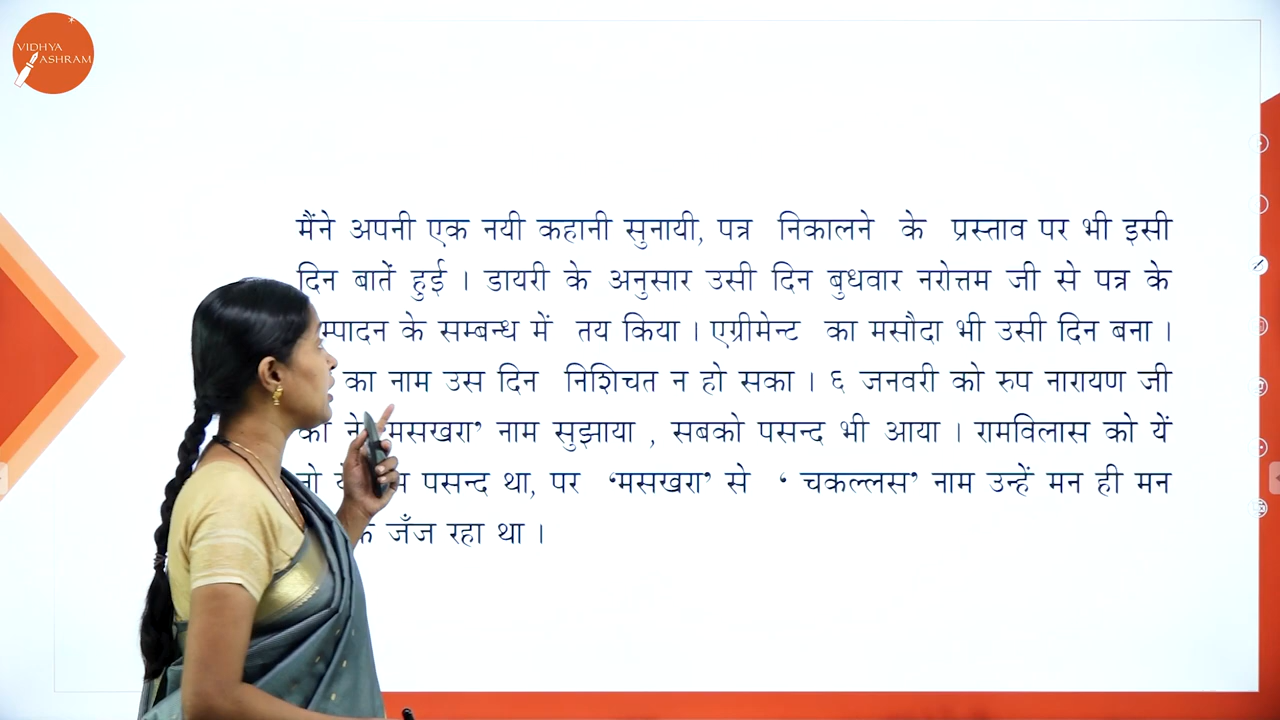 VIDHYA
ASHRAM
मैंने अपनी एक नयी कहानी सुनायी, पत्र निकालने के प्रस्ताव पर भी इसी
दिन बातें हुई । डायरी के अनुसार उसी दिन बुधवार नरोत्तम जी से पत्र के
म्पादन के सम्बन्ध में तय किया । एग्रीमेन्ट का मसौदा भी उसी दिन बना ।
का नाम उस दिन निशिचत न हो सका । ६ जनवरी को रुप नारायण जी
ने मसखरा’ नाम सुझाया , सबको पसन्द भी आया । रामविलास को यें
पसन्द था, पर ‘मसखरा’ से ‘ चकल्लस’ नाम उन्हें मन ही मन
जँज रहा था ।